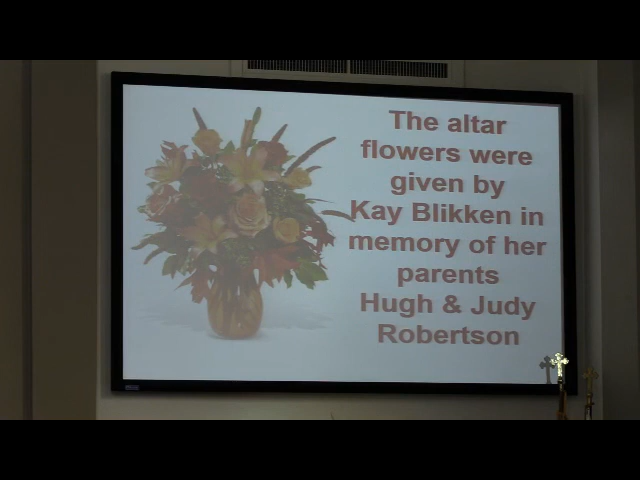 The altar
flowers were
given by
Kay Blikken in
memory of her
parents
Hugh & Judy
Robertson